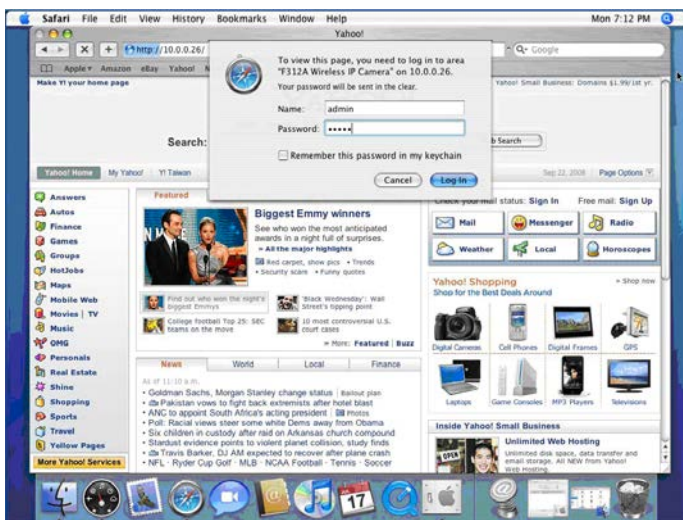 Safari File Edit View History Bookmarks Window Help Mon 7:12 PM
Yahoo!
http://10.0.0.26/
Google
Apple Amazon eBay Yahoo!
To view this page, you need to log in to area
"F312A Wireless IP Camera" on 10.0.0.26.
Your password will be sent in the clear.
Name: admin
Password: •••••
Remember this password in my keychain
Cancel Log In
Make Y! your home page
Yahoo! Small Business: Domains $1.99/1st yr.
Search:
Search
Yahoo! Home My Yahoo! Y! Taiwan Sep 22, 2008 Page Options
Answers
Autos
Finance
Games
Groups
HotJobs
Maps
Mobile Web
Movies | TV
Music
OMG
Personals
Real Estate
Shine
Shopping
Sports
Travel
Yellow Pages
More Yahoo! Services
Featured
Biggest Emmy winners
See who won the most anticipated
awards in a night full of surprises.
» All the major highlights
Red carpet, show pics • Trends
• Security scare • Funny quotes
Find out who won the night's
biggest Emmys
'Black Wednesday': Wall
Street's tipping point
College football Top 25: SEC
teams on the move
10 most controversial U.S.
court cases
» More: Featured | Buzz
News World Local Finance
As of 11:10 a.m.
• Goldman Sachs, Morgan Stanley change status | Bailout plan
• Pakistan vows to fight back extremists after hotel blast
• ANC to appoint South Africa's acting president | Photos
• Poll: Racial views steer some white Dems away from Obama
• Six children in custody after raid on Arkansas church compound
• Stardust evidence points to violent planet collision, study finds
• Travis Barker, DJ AM expected to recover after plane crash
• NFL · Ryder Cup Golf · MLB · NCAA Football · Tennis · Soccer
Check your mail status: Sign In Free mail: Sign Up
Mail Messenger Radio
Weather Local Horoscopes
Yahoo! Shopping » Shop now
Shop for the Best Deals Around
Digital Cameras Cell Phones Digital Frames GPS
Laptops Game Consoles MP3 Players Televisions
Inside Yahoo! Small Business
OPEN
Unlimited Web Hosting
Unlimited disk space, data transfer and
email storage. All NEW from Yahoo!
Web Hosting.
JUL
17